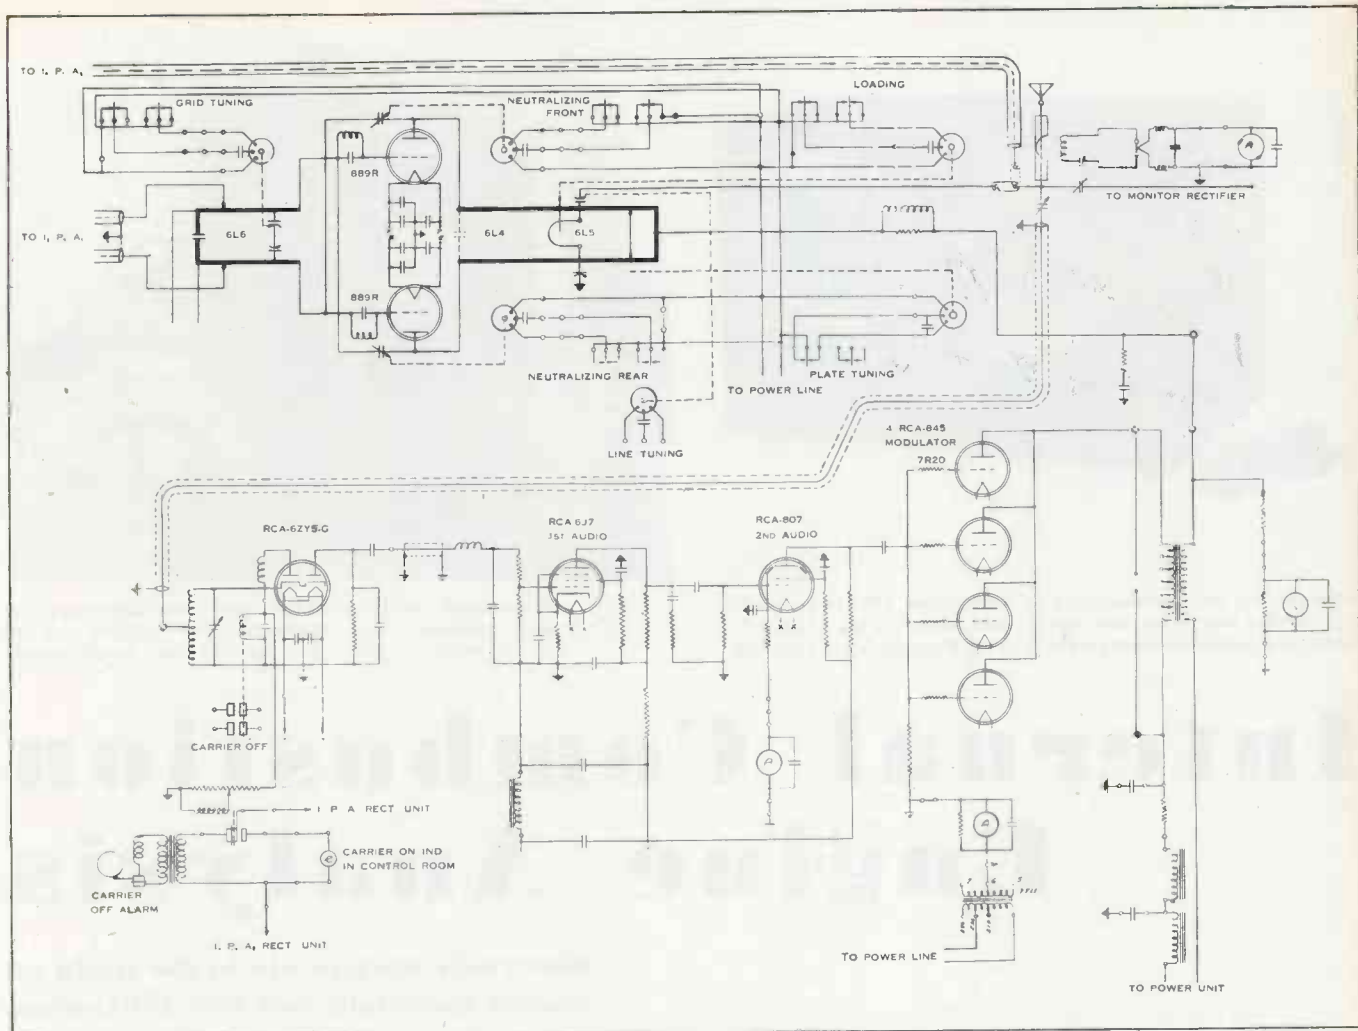 TO I. P. A.
GRID TUNING
NEUTRALIZING
FRONT
LOADING
889R
TO MONITOR RECTIFIER
TO I. P. A.
6L6
6L4
6L5
889R
NEUTRALIZING REAR
PLATE TUNING
TO POWER LINE
LINE TUNING
4 RCA-845
MODULATOR
7R20
RCA-6ZY5-G
RCA 6J7
1ST AUDIO
RCA-807
2ND AUDIO
X X
X X
CARRIER OFF
A
I. P. A RECT UNIT
CARRIER ON IND
IN CONTROL ROOM
CARRIER
OFF ALARM
A
7 6 5
I. P. A. RECT UNIT
TO POWER LINE
TO POWER UNIT